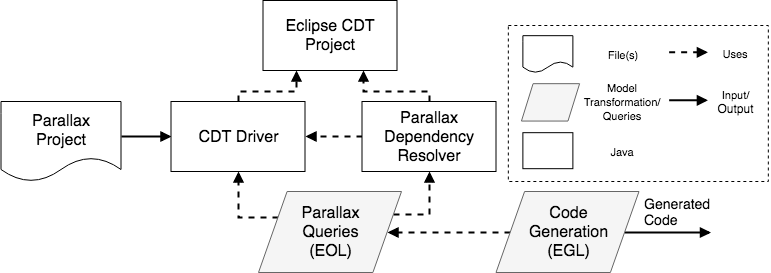 Eclipse CDT
Project
Parallax
Project
CDT Driver
Parallax
Dependency
Resolver
Parallax
Queries
(EOL)
Code
Generation
(EGL)
Generated
Code
File(s)
Uses
Model
Transformation/
Queries
Input/
Output
Java